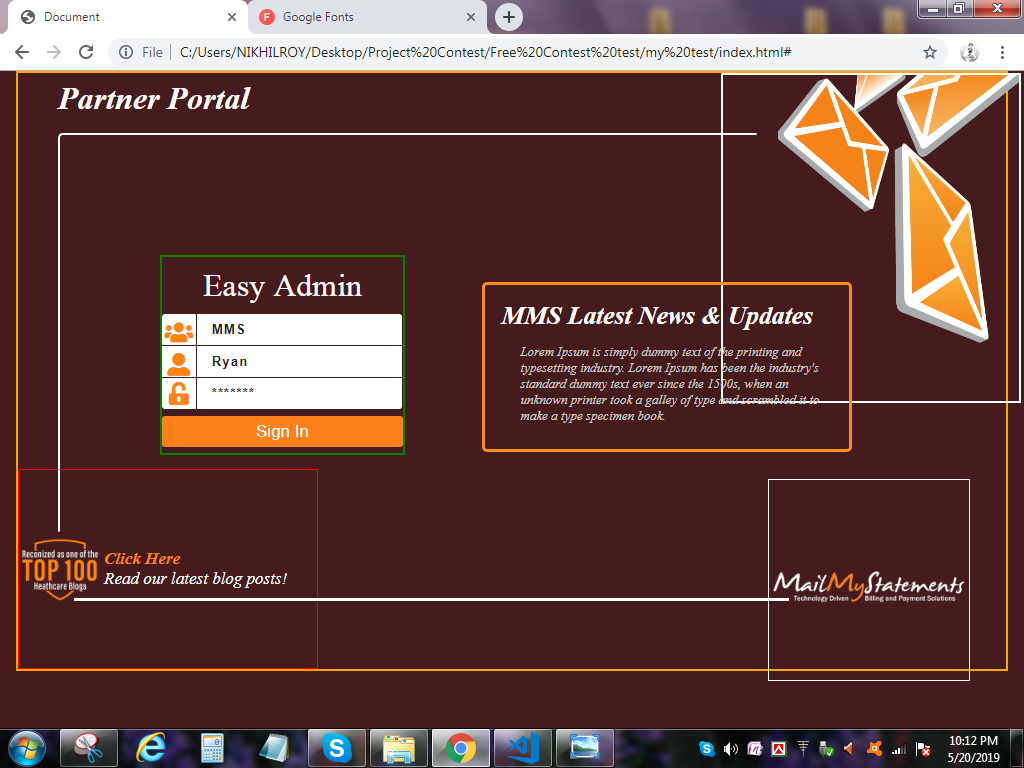 Document
Google Fonts
File
C:/Users/NIKHILROY/Desktop/Project%20Contest/Free%20Contest%20test/my%20test/index.html#
Partner Portal
Easy Admin
MMS
Ryan
*******
Sign In
MMS Latest News & Updates
Lorem Ipsum is simply dummy text of the printing and
typesetting industry. Lorem Ipsum has been the industry's
standard dummy text ever since the 1500s, when an
unknown printer took a galley of type and scrambled it to
make a type specimen book.
Reconized as one of the
TOP 100
Heathcare Blogs
Click Here
Read our latest blog posts!
MailMyStatements
Technology Driven Billing and Payment Solutions
10:12 PM
5/20/2019